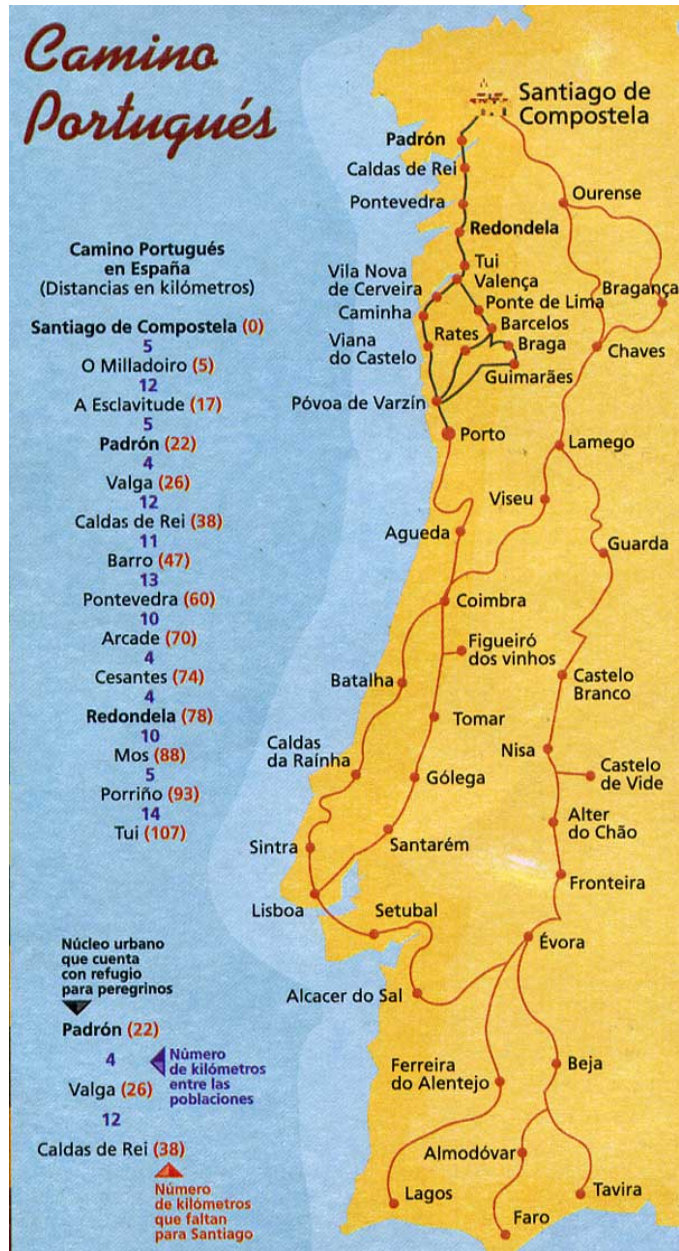 Camino
Portugués
Camino Portugués
en España
(Distancias en kilómetros)
Santiago de Compostela (0)
5
O Milladoiro (5)
12
A Esclavitude (17)
5
Padrón (22)
4
Valga (26)
12
Caldas de Rei (38)
11
Barro (47)
13
Pontevedra (60)
10
Arcade (70)
4
Cesantes (74)
4
Redondela (78)
10
Mos (88)
5
Porriño (93)
14
Tui (107)
Núcleo urbano
que cuenta
con refugio
para peregrinos
Padrón (22)
4
Número
de kilómetros
entre las
poblaciones
Valga (26)
12
Caldas de Rei (38)
Número
de kilómetros
que faltan
para Santiago
Santiago de
Compostela
Padrón
Caldas de Rei
Ourense
Pontevedra
Redondela
Tui
Vila Nova
de Cerveira
Valença
Bragança
Caminha
Ponte de Lima
Barcelos
Viana
do Castelo
Rates
Braga
Chaves
Guimarães
Póvoa de Varzín
Porto
Lamego
Viseu
Agueda
Guarda
Coimbra
Figueiró
dos vinhos
Batalha
Castelo
Branco
Tomar
Caldas
da Raínha
Nisa
Gólega
Castelo
de Vide
Alter
do Chão
Sintra
Santarém
Fronteira
Lisboa
Setubal
Évora
Alcacer do Sal
Ferreira
do Alentejo
Beja
Almodóvar
Lagos
Tavira
Faro